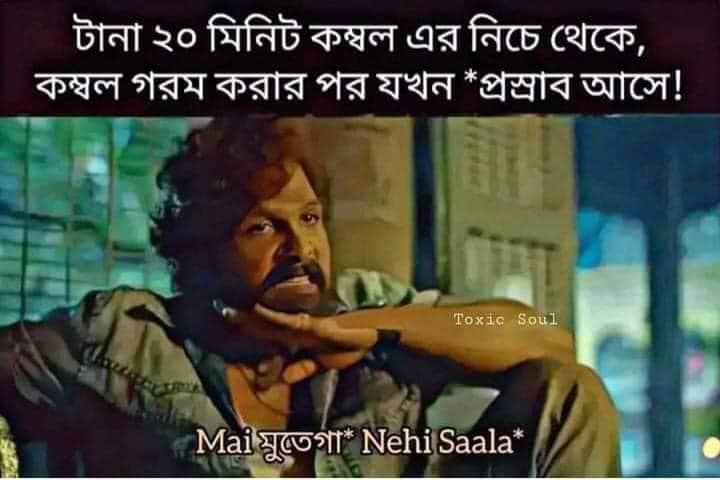 টানা ২০ মিনিট কম্বল এর নিচে থেকে,
কম্বল গরম করার পর যখন *প্রস্রাব আসে!
Toxic Soul
Mai মুতেগা* Nehi Saala*